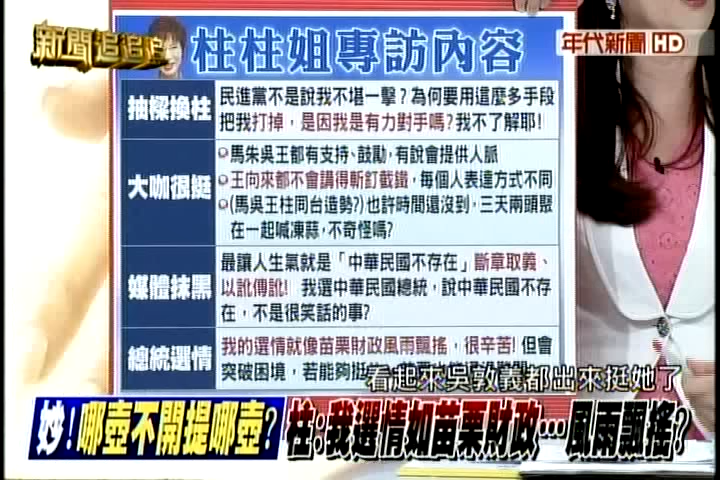 新聞追追追
年代新聞HD
柱柱姐專訪內容
抽樑換柱
民進黨不是說我不堪一擊？為何要用這麼多手段
把我打掉，是因我是有力對手嗎？我不了解耶！
大咖很挺
馬朱吳王都有支持、鼓勵，有說會提供人脈
王向來都不會講得斬釘截鐵，每個人表達方式不同
(馬吳王柱同台造勢?)也許時間還沒到，三天兩頭聚
在一起喊凍蒜，不奇怪嗎？
媒體抹黑
最讓人生氣就是「中華民國不存在」斷章取義、
以訛傳訛！我選中華民國總統，說中華民國不存
在，不是很笑話的事？
總統選情
我的選情就像苗栗財政風雨飄搖，很辛苦！但會
突破困境，若能夠挺
看起來吳敦義都出來挺她了
妙！哪壺不開提哪壺？柱：我選情如苗栗財政…風雨飄搖？